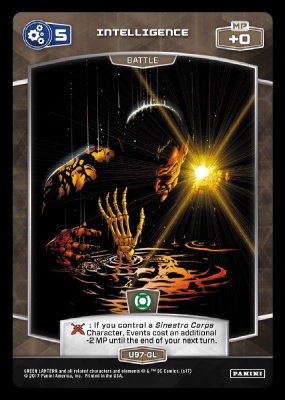 5
INTELLIGENCE
MP
+0
BATTLE
: If you control a Sinestro Corps
Character, Events cost an additional
-2 MP until the end of your next turn.
U97-GL
GREEN LANTERN and all related characters and elements © & ™ DC Comics. (s17)
© 2017 Panini America, Inc. Printed in the USA.
PANINI